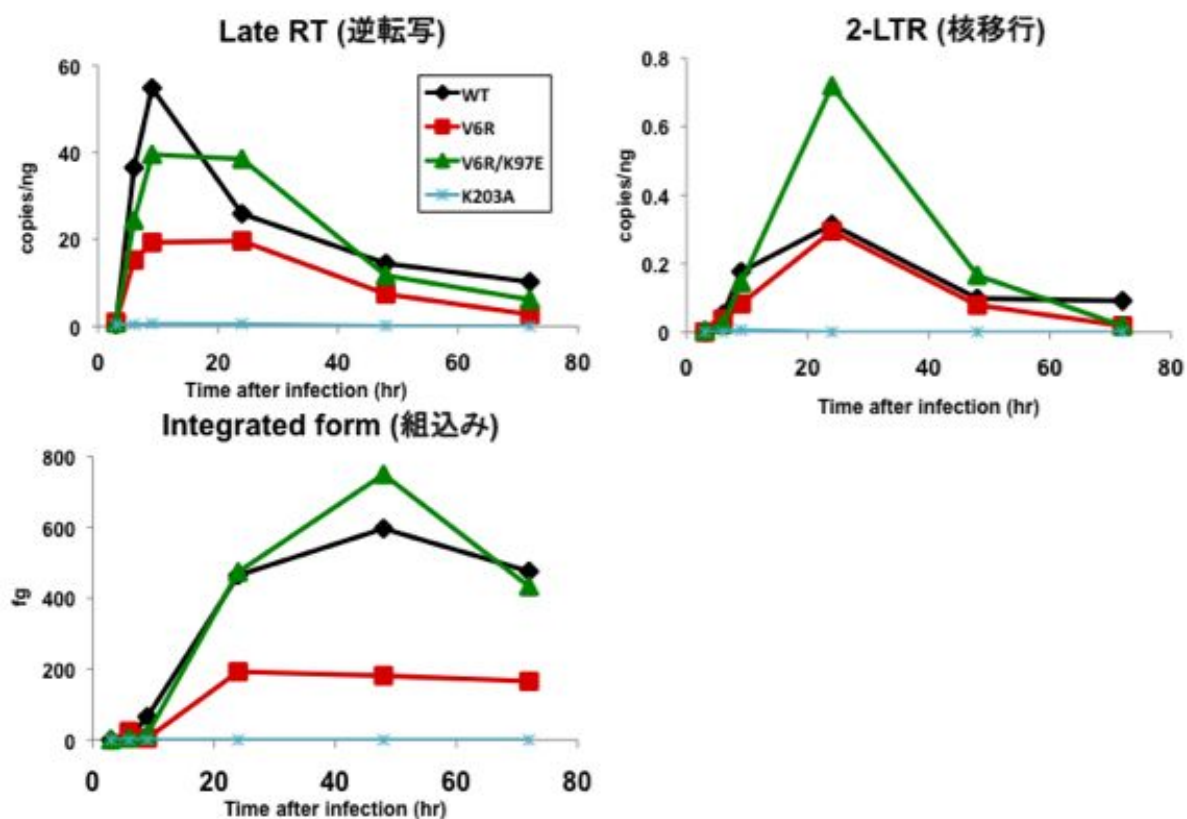 Late RT (逆転写)
60
40
20
0
copies/ng
WT
V6R
V6R/K97E
K203A
0 20 40 60 80
Time after infection (hr)
2-LTR (核移行)
0.8
0.6
0.4
0.2
0
copies/ng
0 20 40 60 80
Time after infection (hr)
Integrated form (組込み)
800
600
400
200
0
fg
0 20 40 60 80
Time after infection (hr)